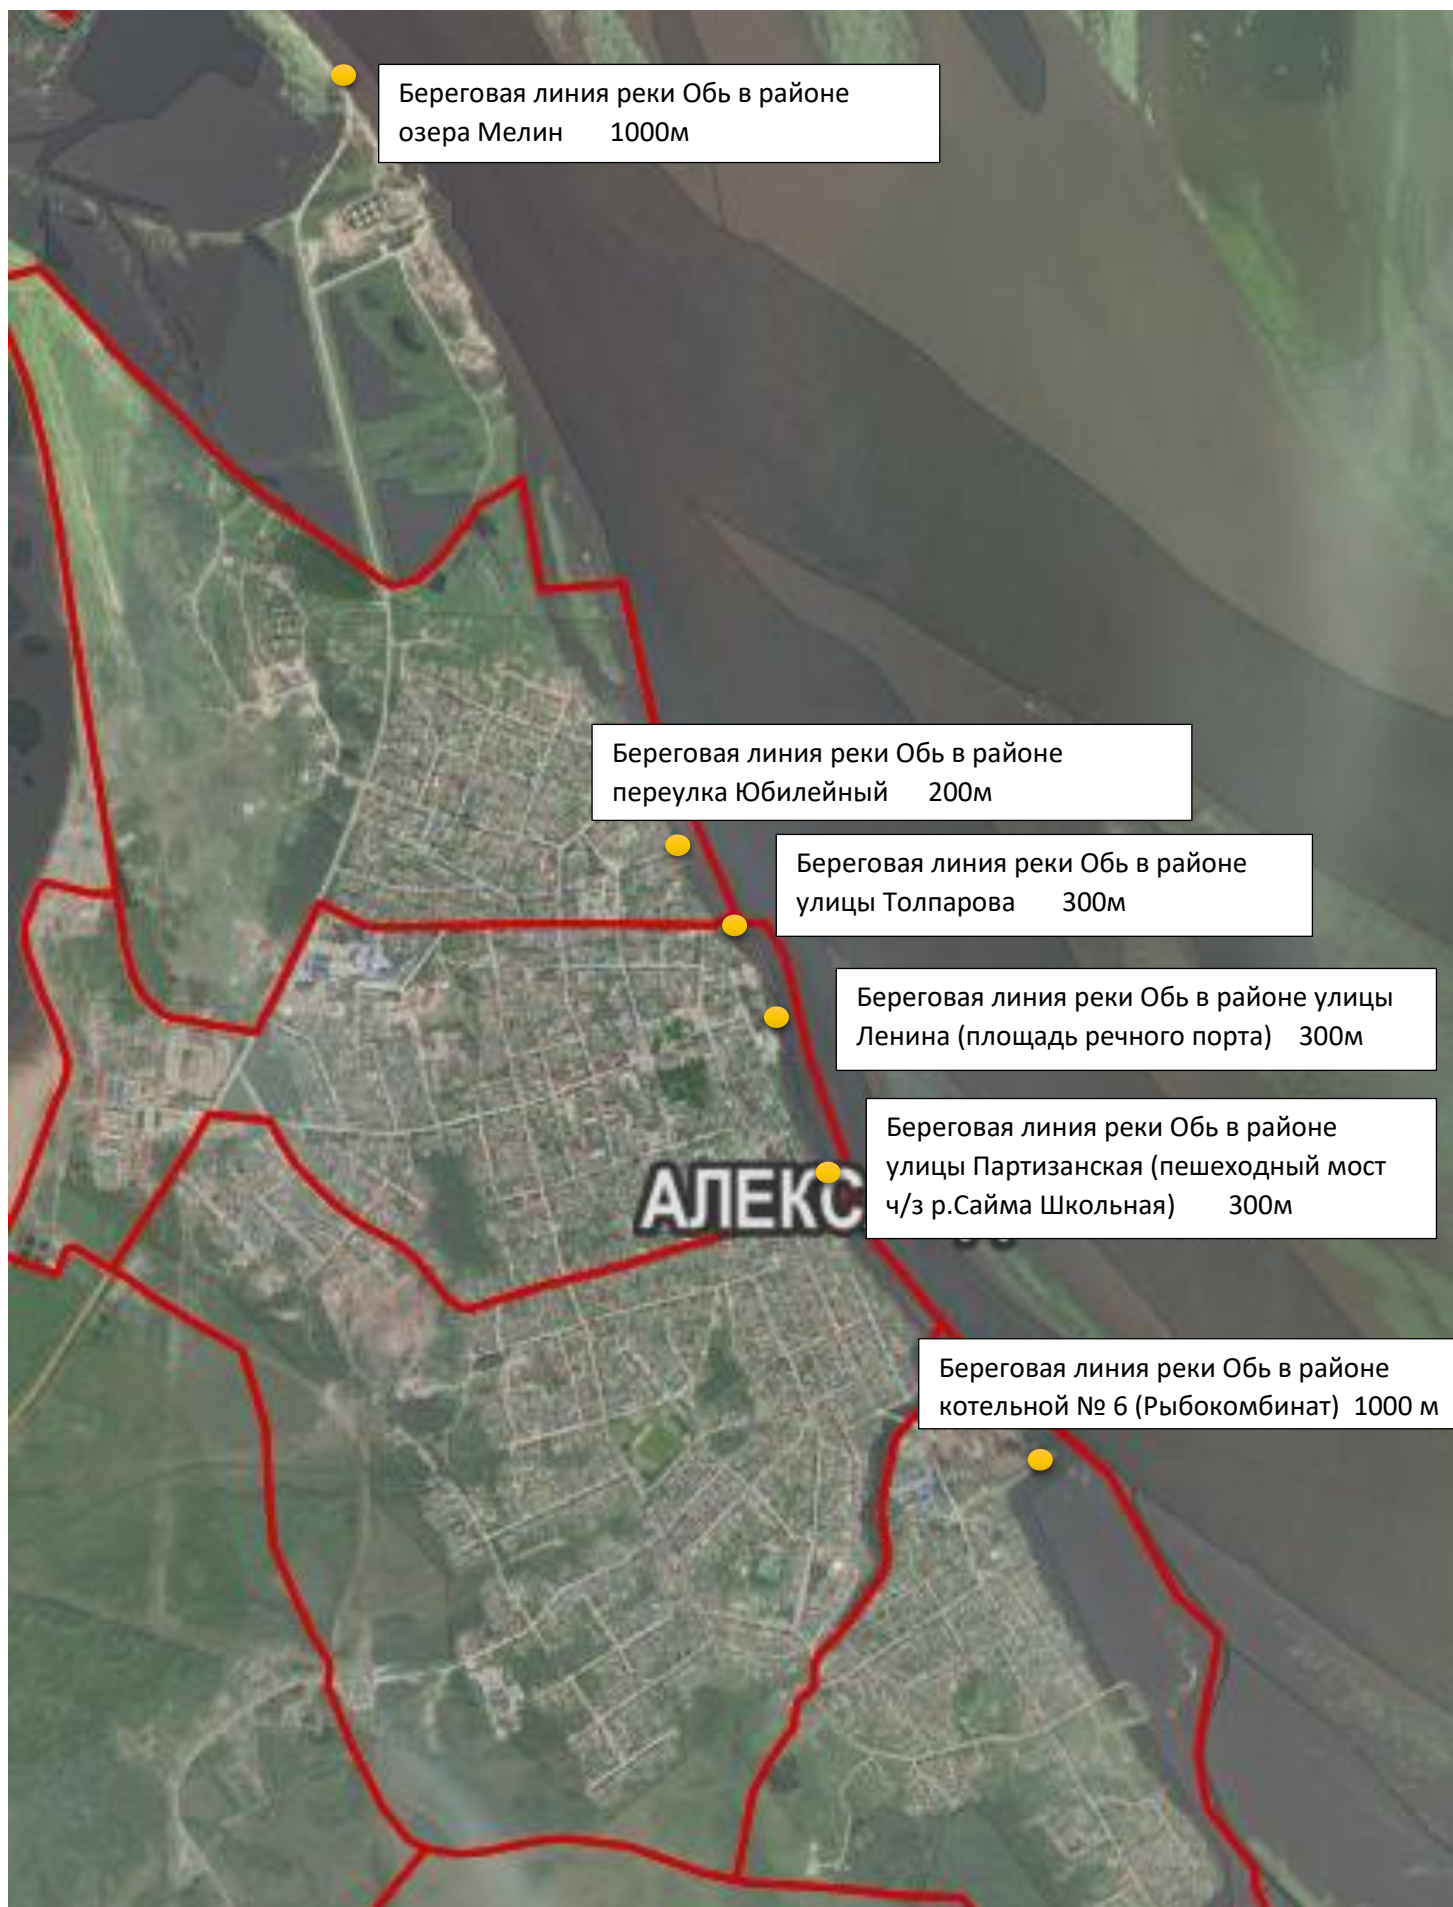 Береговая линия реки Обь в районе
озера Мелин 1000м
Береговая линия реки Обь в районе
переулка Юбилейный 200м
Береговая линия реки Обь в районе
улицы Толпарова 300м
Береговая линия реки Обь в районе улицы
Ленина (площадь речного порта) 300м
Береговая линия реки Обь в районе
улицы Партизанская (пешеходный мост
ч/з р.Сайма Школьная) 300м
АЛЕКС
Береговая линия реки Обь в районе
котельной № 6 (Рыбокомбинат) 1000 м